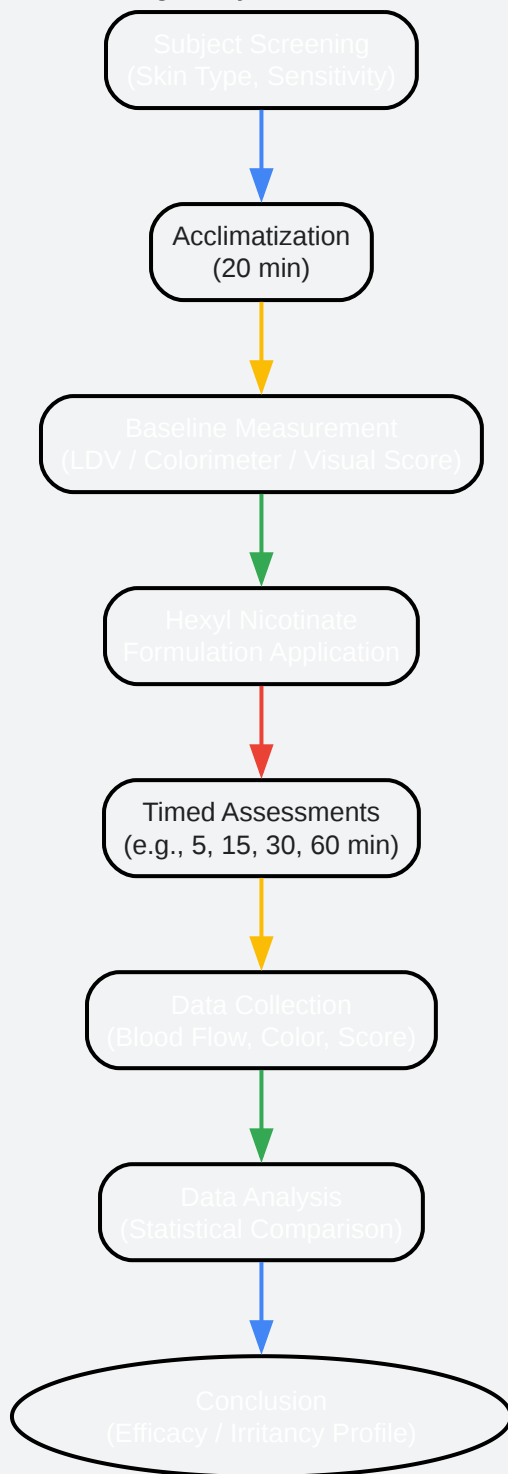 Subject Screening
(Skin Type, Sensitivity)
Acclimatization
(20 min)
Baseline Measurement
(LDV / Colorimeter / Visual Score)
Hexyl Nicotinate
Formulation Application
Timed Assessments
(e.g., 5, 15, 30, 60 min)
Data Collection
(Blood Flow, Color, Score)
Data Analysis
(Statistical Comparison)
Conclusion
(Efficacy / Irritancy Profile)